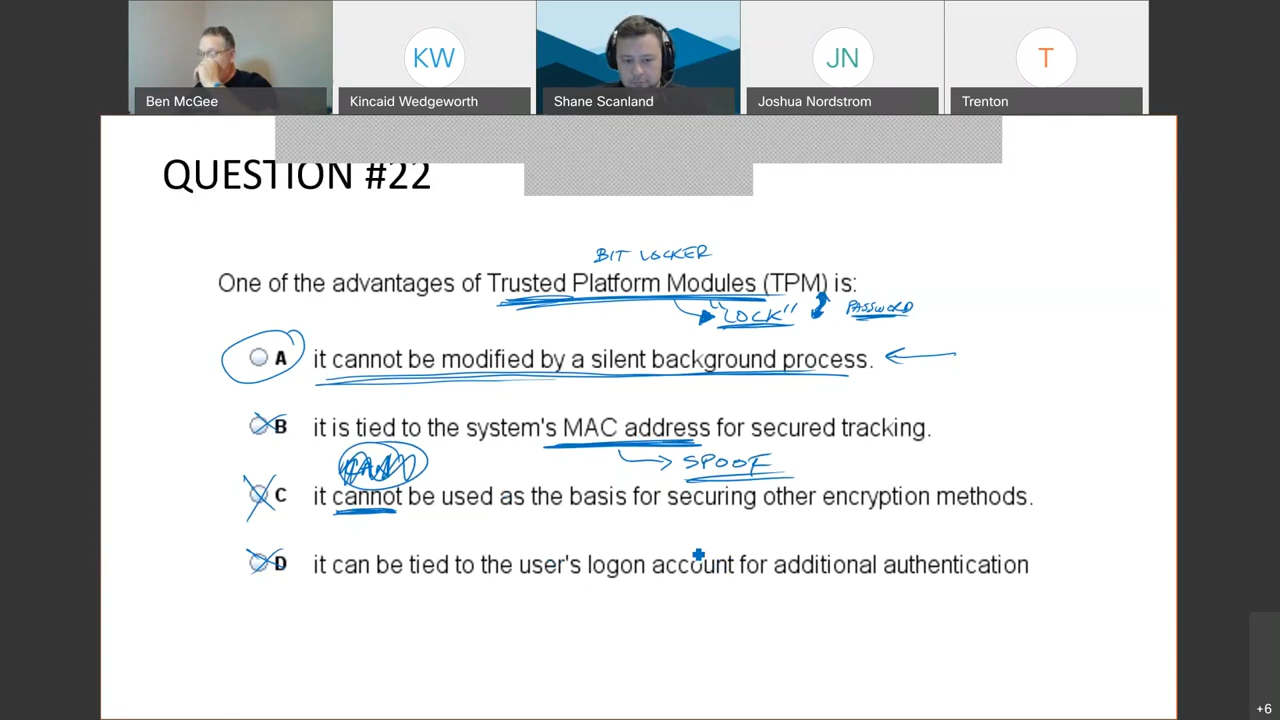 KW
JN
T
Ben McGee
Kincaid Wedgeworth
Shane Scanland
Joshua Nordstrom
Trenton
QUESTION #22
BIT LOCKER
One of the advantages of Trusted Platform Modules (TPM) is:
"LOCK"
PASSWORD
A it cannot be modified by a silent background process.
B it is tied to the system's MAC address for secured tracking.
SPOOF
C it cannot be used as the basis for securing other encryption methods.
D it can be tied to the user's logon account for additional authentication
+6